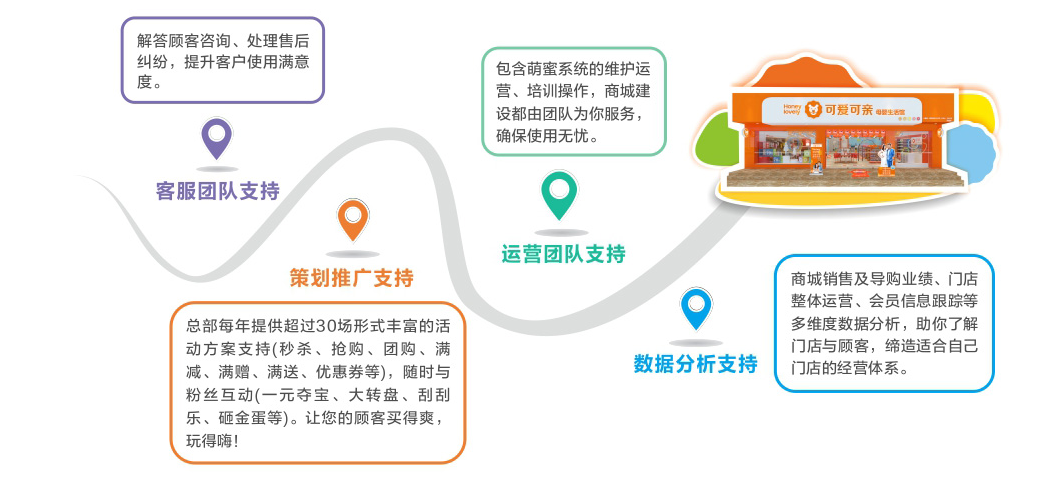 解答顾客咨询、处理售后
纠纷，提升客户使用满意
度。
客服团队支持
策划推广支持
总部每年提供超过30场形式丰富的活
动方案支持(秒杀、抢购、团购、满
减、满赠、满送、优惠券等)，随时与
粉丝互动(一元夺宝、大转盘、刮刮
乐、砸金蛋等)。让您的顾客买得爽，
玩得嗨!
包含萌蜜系统的维护运
营、培训操作，商城建
设都由团队为你服务，
确保使用无忧。
运营团队支持
Honey
lovely
可爱可亲
母婴生活馆
商城销售及导购业绩、门店
整体运营、会员信息跟踪等
多维度数据分析，助你了解
门店与顾客，缔造适合自己
门店的经营体系。
数据分析支持